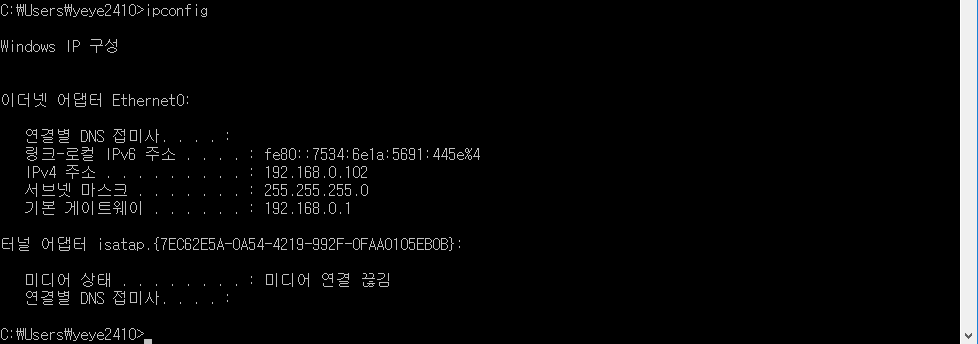 C:₩Users₩yeye2410>ipconfig
Windows IP 구성
이더넷 어댑터 Ethernet0:
연결별 DNS 접미사. . . . :
링크-로컬 IPv6 주소 . . . . : fe80::7534:6e1a:5691:445e%4
IPv4 주소 . . . . . . . . . : 192.168.0.102
서브넷 마스크 . . . . . . . : 255.255.255.0
기본 게이트웨이 . . . . . . : 192.168.0.1
터널 어댑터 isatap.{7EC62E5A-0A54-4219-992F-0FAA0105EB0B}:
미디어 상태 . . . . . . . . : 미디어 연결 끊김
연결별 DNS 접미사. . . . :
C:₩Users₩yeye2410>